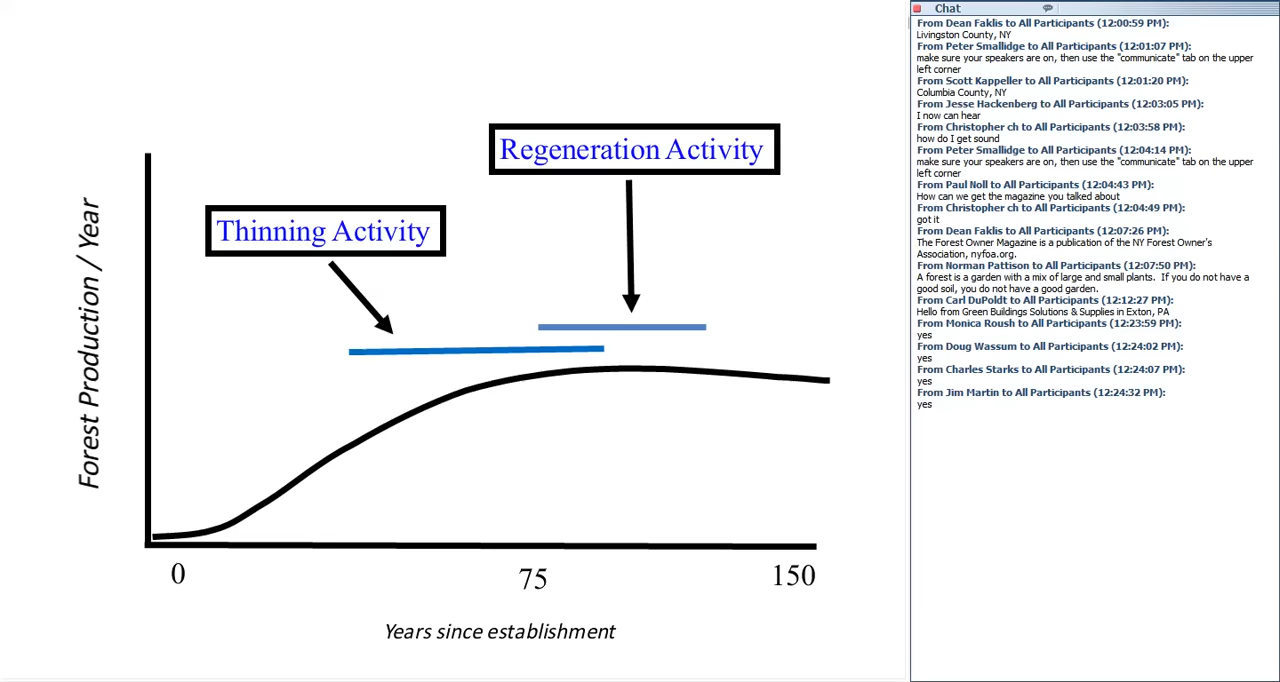 Regeneration Activity
Thinning Activity
Forest Production / Year
0
75
150
Years since establishment
Chat
From Dean Faklis to All Participants (12:00:59 PM):
Livingston County, NY
From Peter Smallidge to All Participants (12:01:07 PM):
make sure your speakers are on, then use the "communicate" tab on the upper
left corner
From Scott Kappeller to All Participants (12:01:20 PM):
Columbia County, NY
From Jesse Hackenberg to All Participants (12:03:05 PM):
I now can hear
From Christopher ch to All Participants (12:03:58 PM):
how do I get sound
From Peter Smallidge to All Participants (12:04:14 PM):
make sure your speakers are on, then use the "communicate" tab on the upper
left corner
From Paul Noll to All Participants (12:04:43 PM):
How can we get the magazine you talked about
From Christopher ch to All Participants (12:04:49 PM):
got it
From Dean Faklis to All Participants (12:07:26 PM):
The Forest Owner Magazine is a publication of the NY Forest Owner's
Association, nyfoa.org.
From Norman Pattison to All Participants (12:07:50 PM):
A forest is a garden with a mix of large and small plants.  If you do not have a
good soil, you do not have a good garden.
From Carl DuPoldt to All Participants (12:12:27 PM):
Hello from Green Buildings Solutions & Supplies in Exton, PA
From Monica Roush to All Participants (12:23:59 PM):
yes
From Doug Wassum to All Participants (12:24:02 PM):
yes
From Charles Starks to All Participants (12:24:07 PM):
yes
From Jim Martin to All Participants (12:24:32 PM):
yes